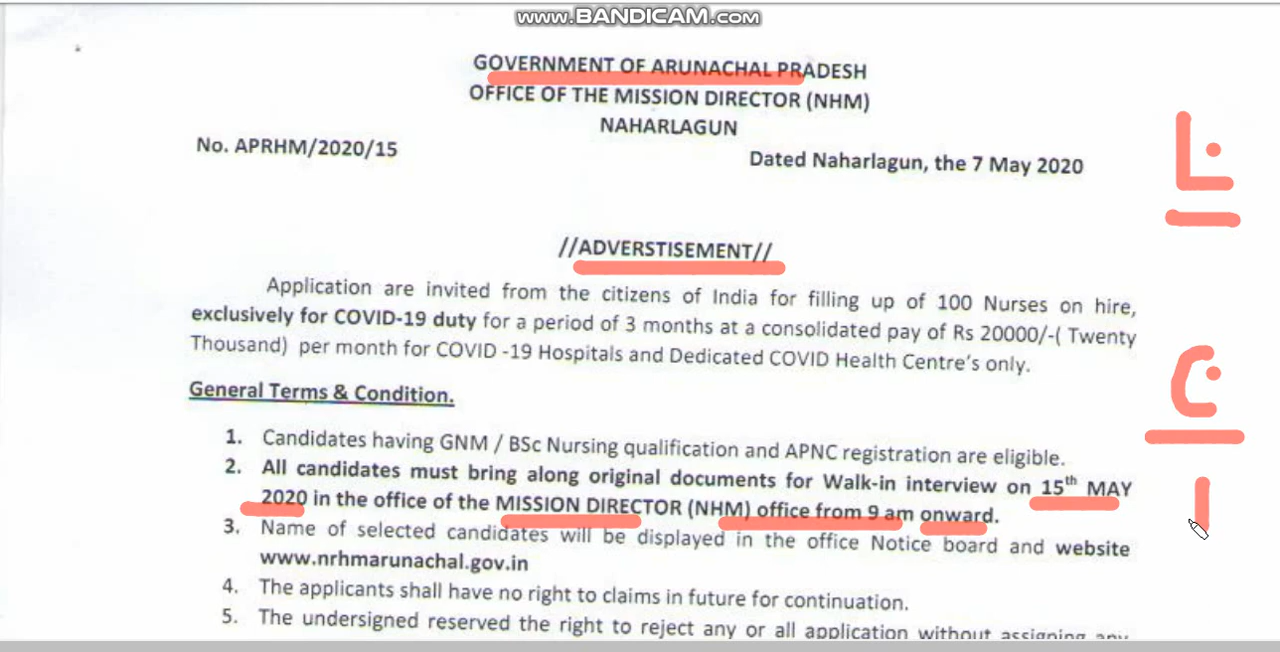 www.BANDICAM.com
GOVERNMENT OF ARUNACHAL PRADESH
OFFICE OF THE MISSION DIRECTOR (NHM)
NAHARLAGUN
No. APRHM/2020/15
Dated Naharlagun, the 7 May 2020
//ADVERSTISEMENT//
Application are invited from the citizens of India for filling up of 100 Nurses on hire,
exclusively for COVID-19 duty for a period of 3 months at a consolidated pay of Rs 20000/-( Twenty
Thousand) per month for COVID -19 Hospitals and Dedicated COVID Health Centre's only.
General Terms & Condition.
1. Candidates having GNM / BSc Nursing qualification and APNC registration are eligible.
2. All candidates must bring along original documents for Walk-in interview on 15th MAY
2020 in the office of the MISSION DIRECTOR (NHM) office from 9 am onward.
3. Name of selected candidates will be displayed in the office Notice board and website
www.nrhmarunachal.gov.in
4. The applicants shall have no right to claims in future for continuation.
5. The undersigned reserved the right to reject any or all application without assigning any
L.
C.
I